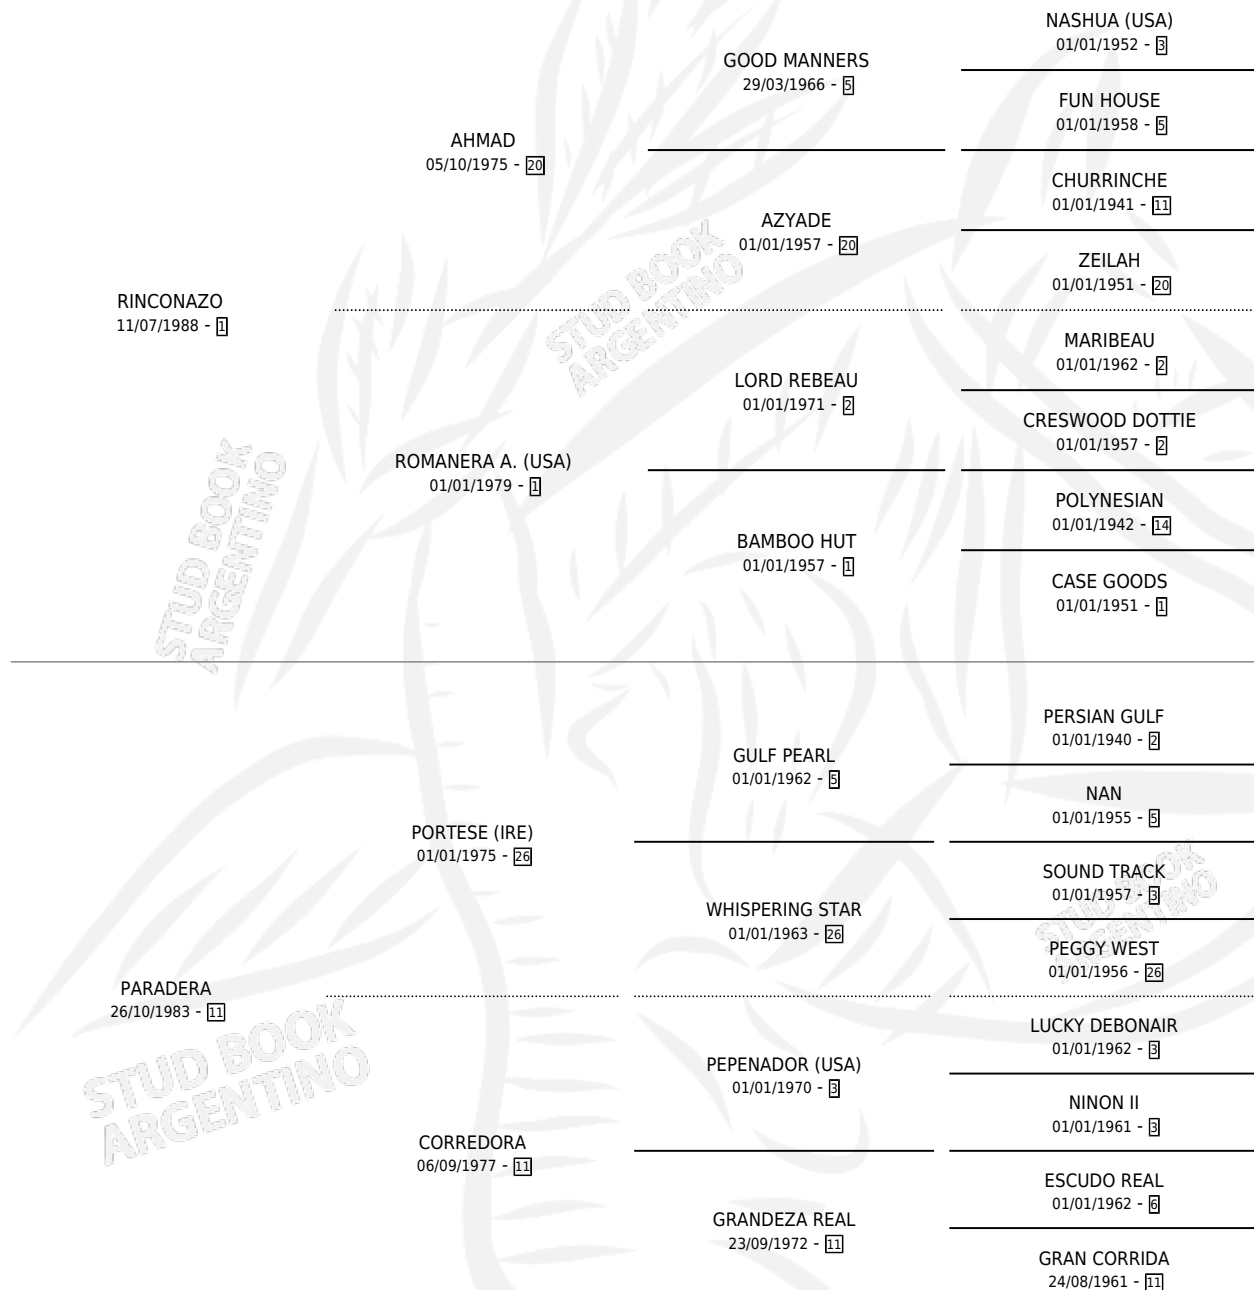 NASHUA (USA)
01/01/1952 - 3
GOOD MANNERS
29/03/1966 - 5
FUN HOUSE
01/01/1958 - 5
AHMAD
05/10/1975 - 20
CHURRINCHE
01/01/1941 - 11
AZYADE
01/01/1957 - 20
ZEILAH
01/01/1951 - 20
RINCONAZO
11/07/1988 - 1
STUD BOOK
ARGENTINO
MARIBEAU
01/01/1962 - 2
LORD REBEAU
01/01/1971 - 2
CRESWOOD DOTTIE
01/01/1957 - 2
ROMANERA A. (USA)
01/01/1979 - 1
POLYNESIAN
01/01/1942 - 14
BAMBOO HUT
01/01/1957 - 1
CASE GOODS
01/01/1951 - 1
STUD BOOK
ARGENTINO
PERSIAN GULF
01/01/1940 - 2
GULF PEARL
01/01/1962 - 5
NAN
01/01/1955 - 5
PORTESE (IRE)
01/01/1975 - 26
SOUND TRACK
01/01/1957 - 3
WHISPERING STAR
01/01/1963 - 26
STUD BOOK
ARGENTINO
PEGGY WEST
01/01/1956 - 26
PARADERA
26/10/1983 - 11
LUCKY DEBONAIR
01/01/1962 - 3
PEPENADOR (USA)
01/01/1970 - 3
STUD BOOK
ARGENTINO
NINON II
01/01/1961 - 3
CORREDORA
06/09/1977 - 11
ESCUDO REAL
01/01/1962 - 6
GRANDEZA REAL
23/09/1972 - 11
GRAN CORRIDA
24/08/1961 - 11